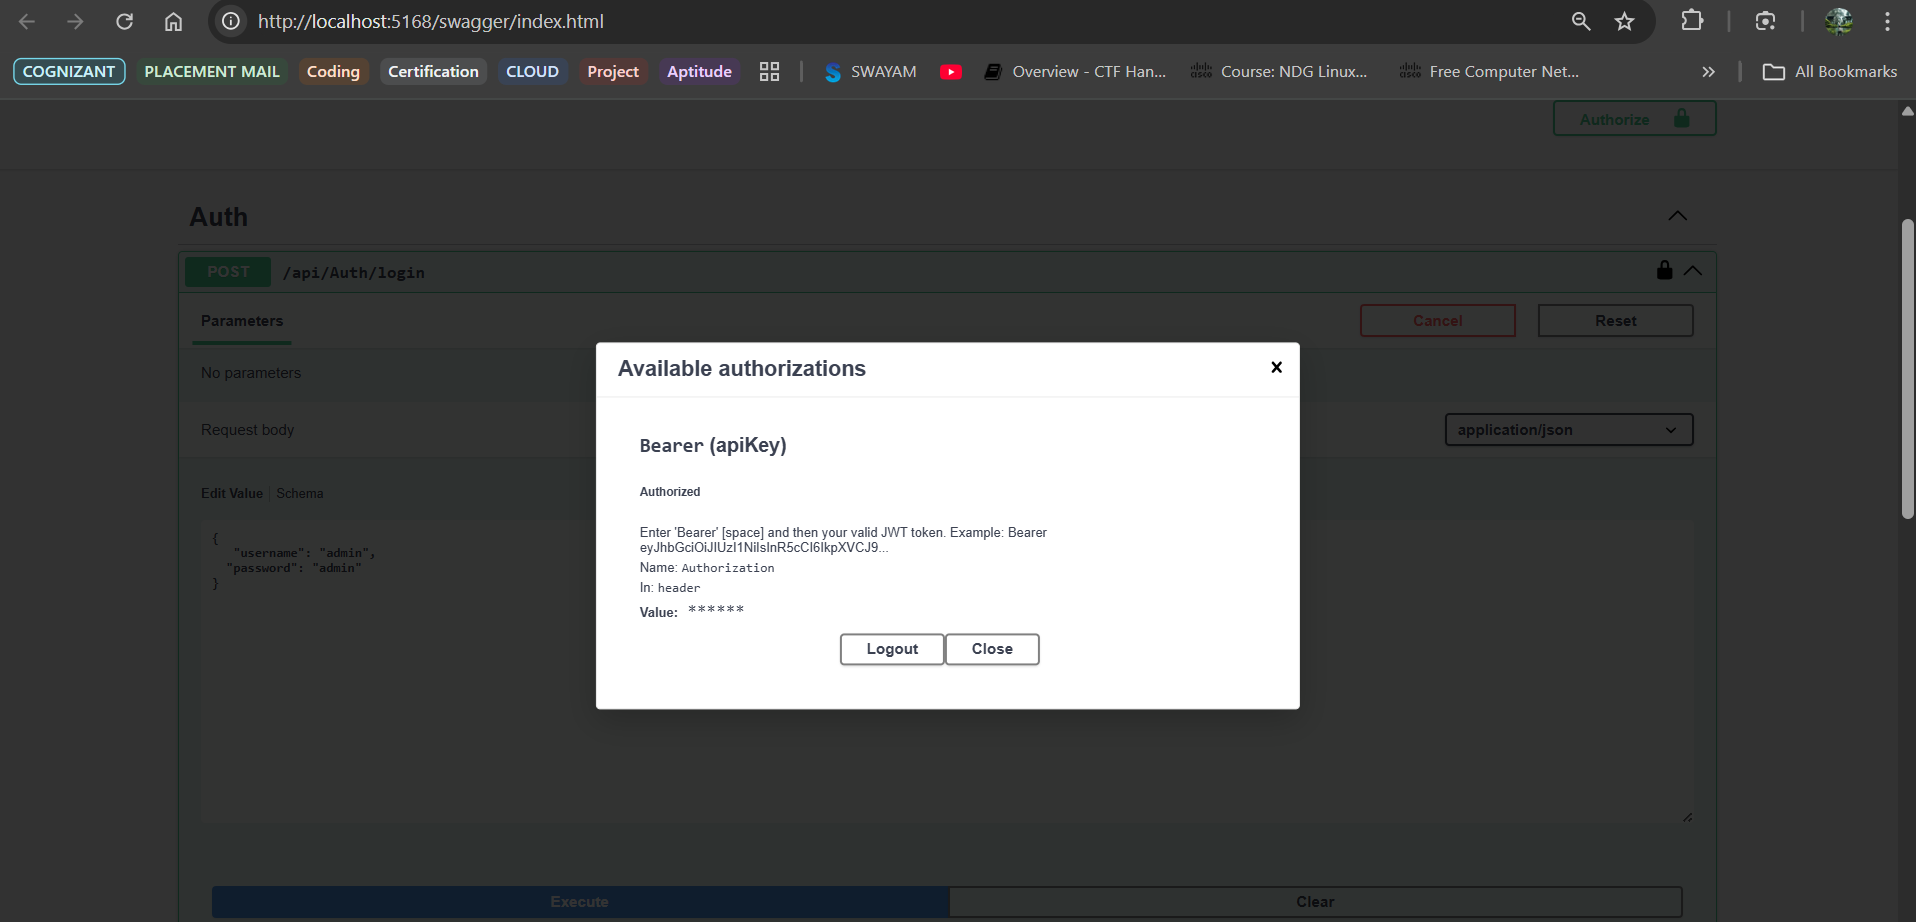 http://localhost:5168/swagger/index.html
COGNIZANT PLACEMENT MAIL Coding Certification CLOUD Project Aptitude SWAYAM Overview - CTF Han... Course: NDG Linux... Free Computer Net... » All Bookmarks
Authorize
Auth
POST /api/Auth/login
Parameters
Cancel Reset
No parameters
Request body
application/json
Edit Value | Schema
{
"username": "admin",
"password": "admin"
}
Available authorizations
Bearer (apiKey)
Authorized
Enter 'Bearer' [space] and then your valid JWT token. Example: Bearer
eyJhbGciOiJIUzI1NiIsInR5cCI6IkpXVCJ9...
Name: Authorization
In: header
Value: ******
Logout Close
Execute Clear